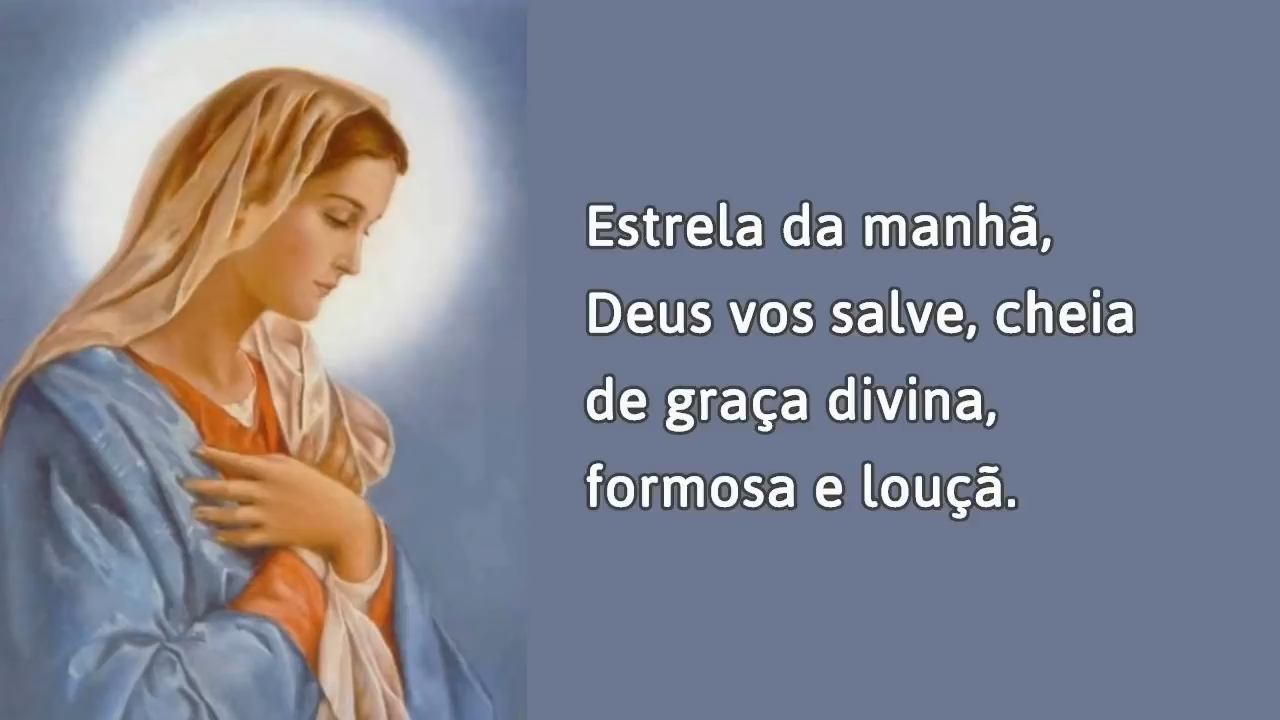 Estrela da manhã,
Deus vos salve, cheia
de graça divina,
formosa e louçã.